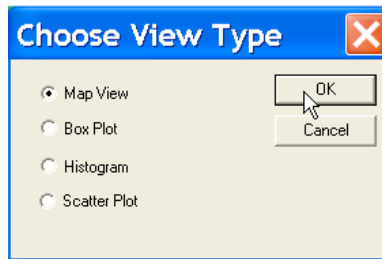 Choose View Type
Map View
OK
Box Plot
Cancel
Histogram
Scatter Plot